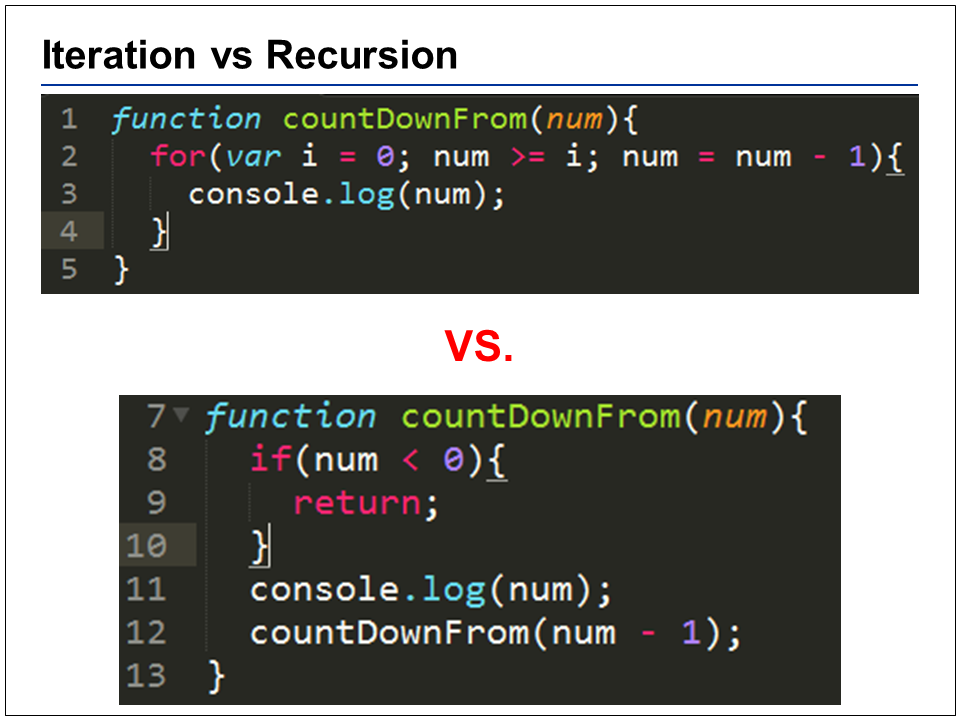 Iteration vs Recursion
1 function countDownFrom(num){
2 for(var i = 0; num >= i; num = num - 1){
3 console.log(num);
4 }
5 }
VS.
7 function countDownFrom(num){
8 if(num < 0){
9 return;
10 }
11 console.log(num);
12 countDownFrom(num - 1);
13 }